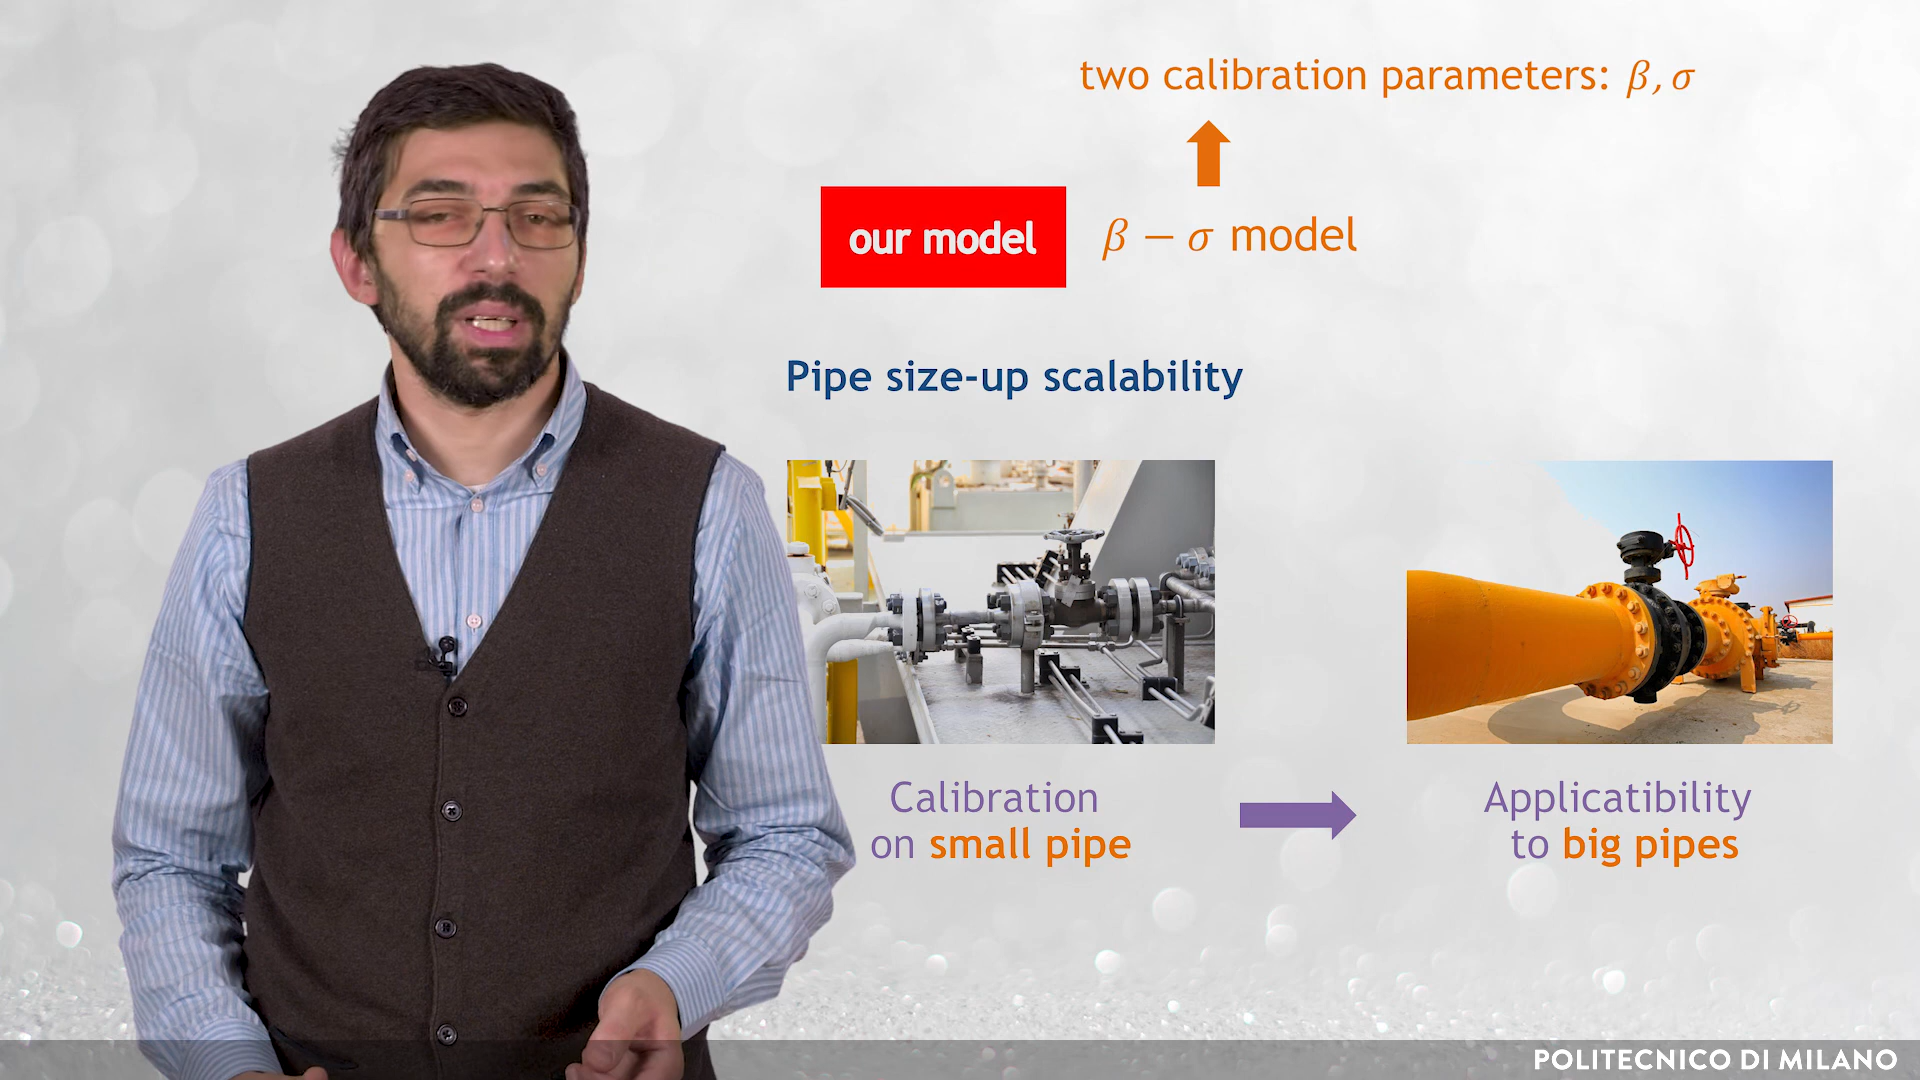 two calibration parameters: β, σ
our model
β − σ model
Pipe size-up scalability
Calibration
on small pipe
Applicatibility
to big pipes
POLITECNICO DI MILANO